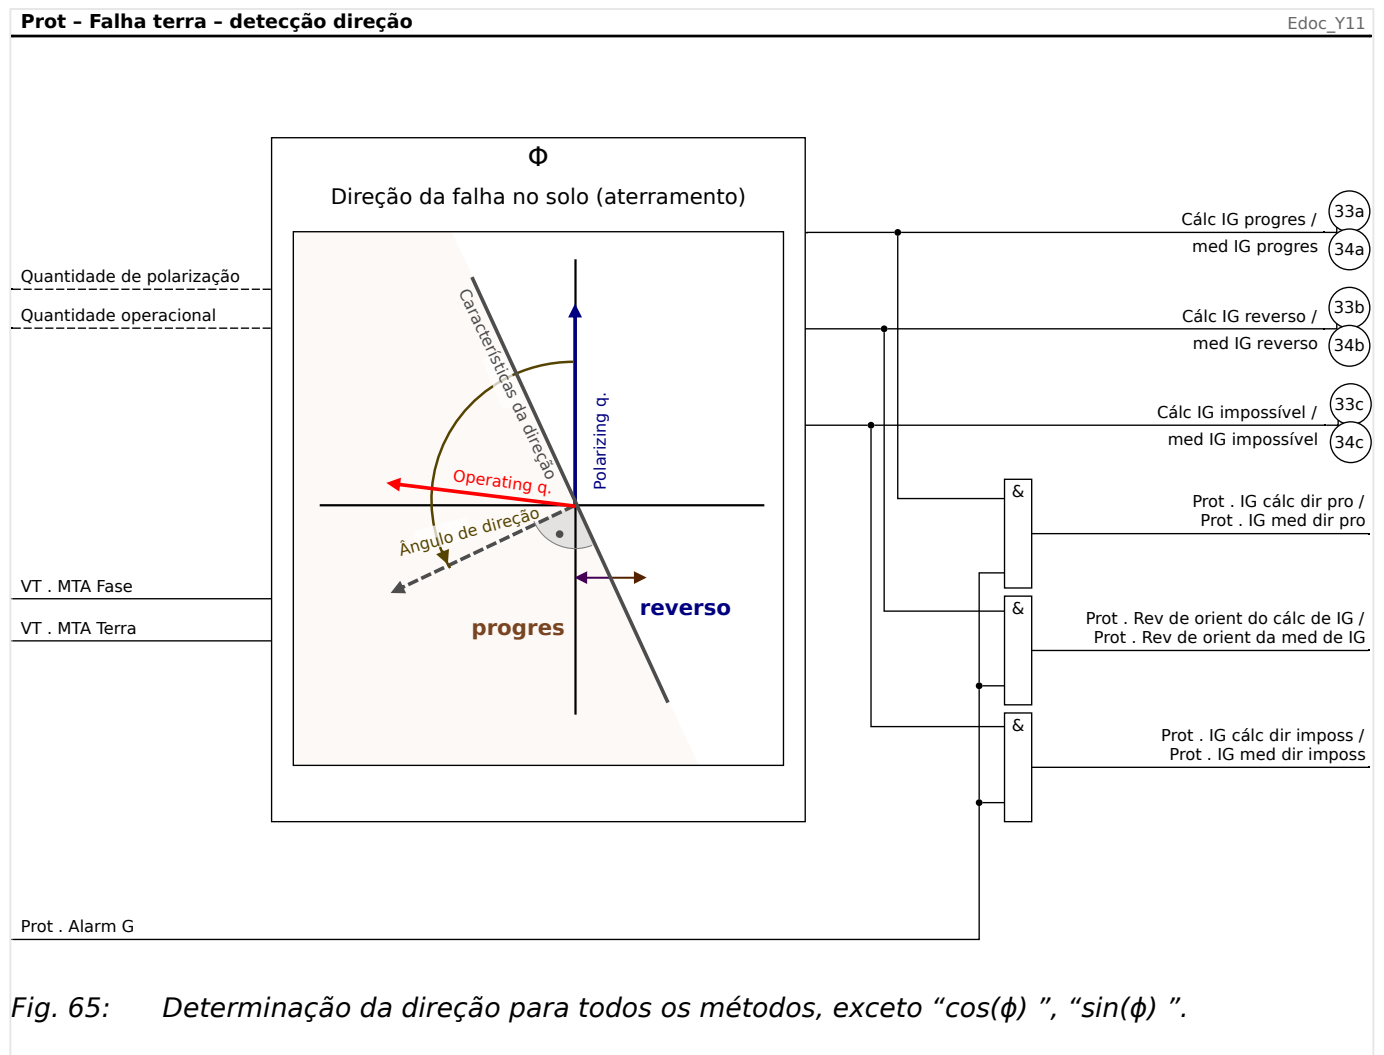 Prot – Falha terra – detecção direção
Edoc_Y11
Φ
Direção da falha no solo (aterramento)
Quantidade de polarização
Quantidade operacional
VT . MTA Fase
VT . MTA Terra
Prot . Alarm G
Características da direção
Polarizing q.
Operating q.
Ângulo de direção
progres
reverso
Cálc IG progres /
med IG progres
33a
34a
Cálc IG reverso /
med IG reverso
33b
34b
Cálc IG impossível /
med IG impossível
33c
34c
&
Prot . IG cálc dir pro /
Prot . IG med dir pro
&
Prot . Rev de orient do cálc de IG /
Prot . Rev de orient da med de IG
&
Prot . IG cálc dir imposs /
Prot . IG med dir imposs
Fig. 65: Determinação da direção para todos os métodos, exceto “cos(ϕ) ”, “sin(ϕ) ”.